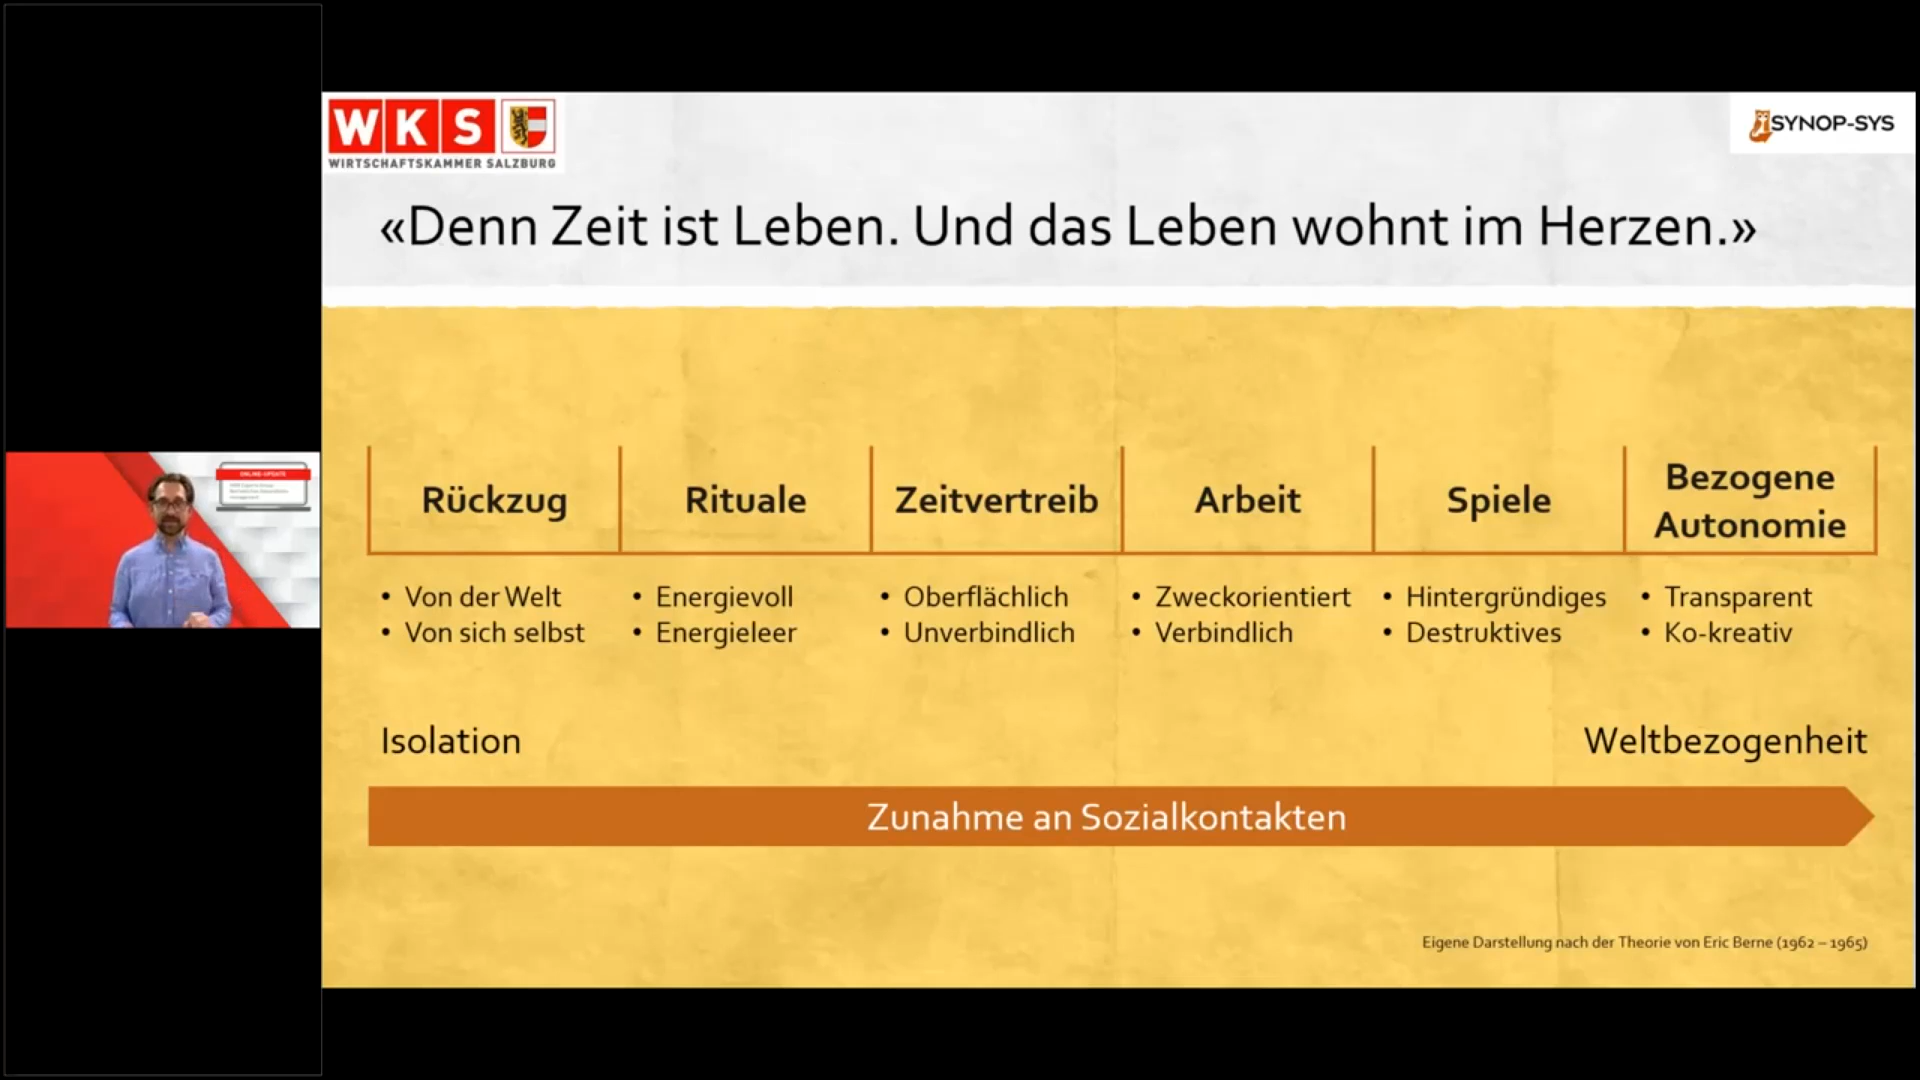 WKS
WIRTSCHAFTSKAMMER SALZBURG
SYNOP-SYS
«Denn Zeit ist Leben. Und das Leben wohnt im Herzen.»
Rückzug
• Von der Welt
• Von sich selbst
Rituale
• Energievoll
• Energieleer
Zeitvertreib
• Oberflächlich
• Unverbindlich
Arbeit
• Zweckorientiert
• Verbindlich
Spiele
• Hintergründiges
• Destruktives
Bezogene
Autonomie
• Transparent
• Ko-kreativ
Isolation
Weltbezogenheit
Zunahme an Sozialkontakten
Eigene Darstellung nach der Theorie von Eric Berne (1962 – 1965)
ONLINE-UPDATE